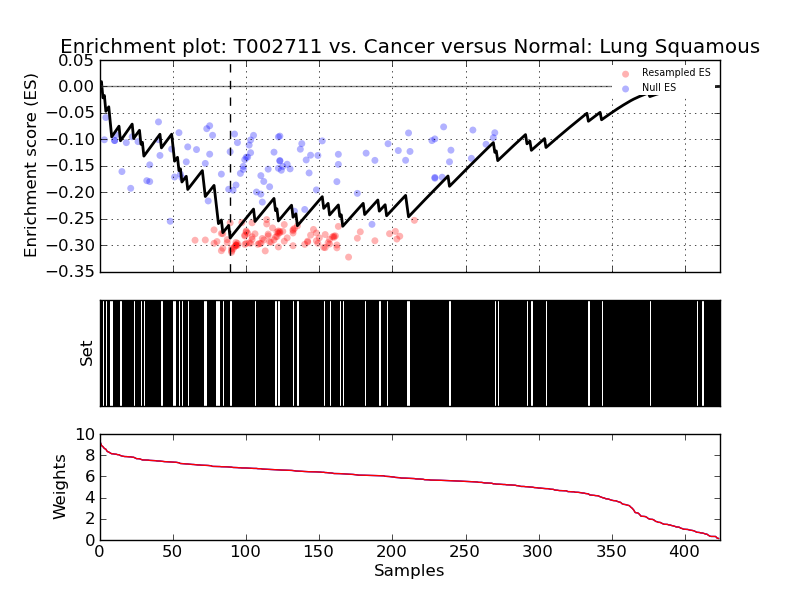 Enrichment plot: T002711 vs. Cancer versus Normal: Lung Squamous
Enrichment score (ES)
0.05
0.00
−0.05
−0.10
−0.15
−0.20
−0.25
−0.30
−0.35
Resampled ES
Null ES
Set
Weights
10
8
6
4
2
0
0 50 100 150 200 250 300 350 400
Samples